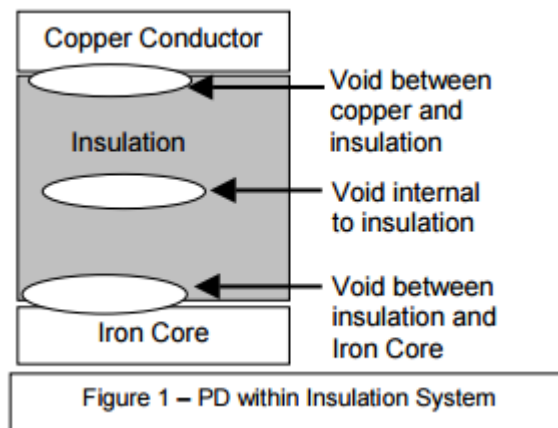 Copper Conductor
Void between
copper and
insulation
Insulation
Void internal
to insulation
Void between
insulation and
Iron Core
Iron Core
Figure 1 – PD within Insulation System